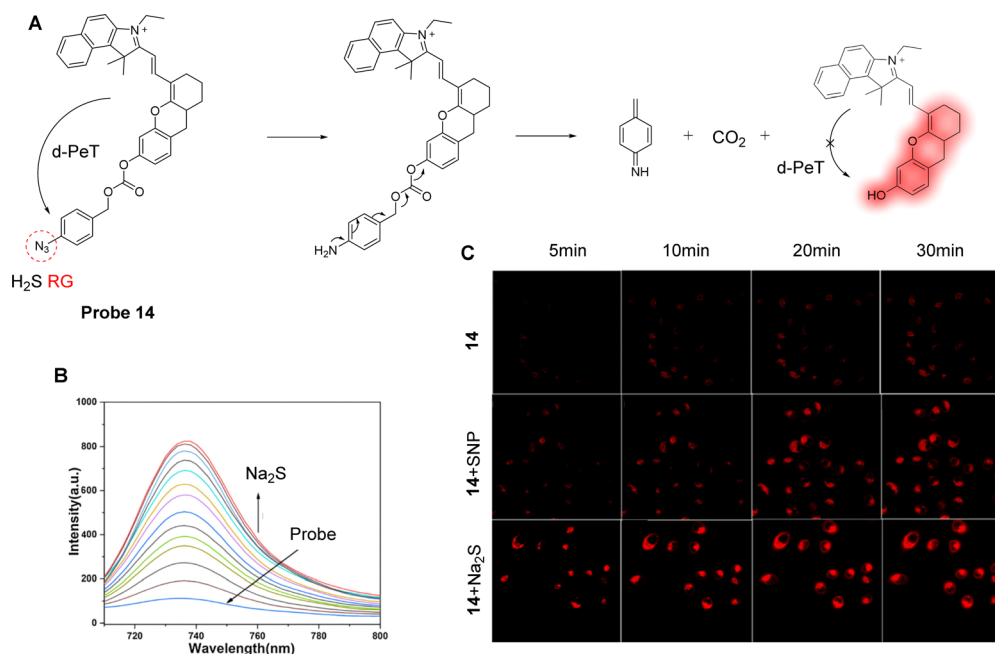 A
N+
N+
N+
O
O
O
d-PeT
O
O
O
O
O
O
+ CO2 +
d-PeT
NH
HO
N3
H2N
H2S RG
Probe 14
C
5min 10min 20min 30min
14
14+SNP
14+Na2S
B
1000
800
600
400
200
0
Intensity(a.u.)
Na2S
Probe
720 740 760 780 800
Wavelength(nm)